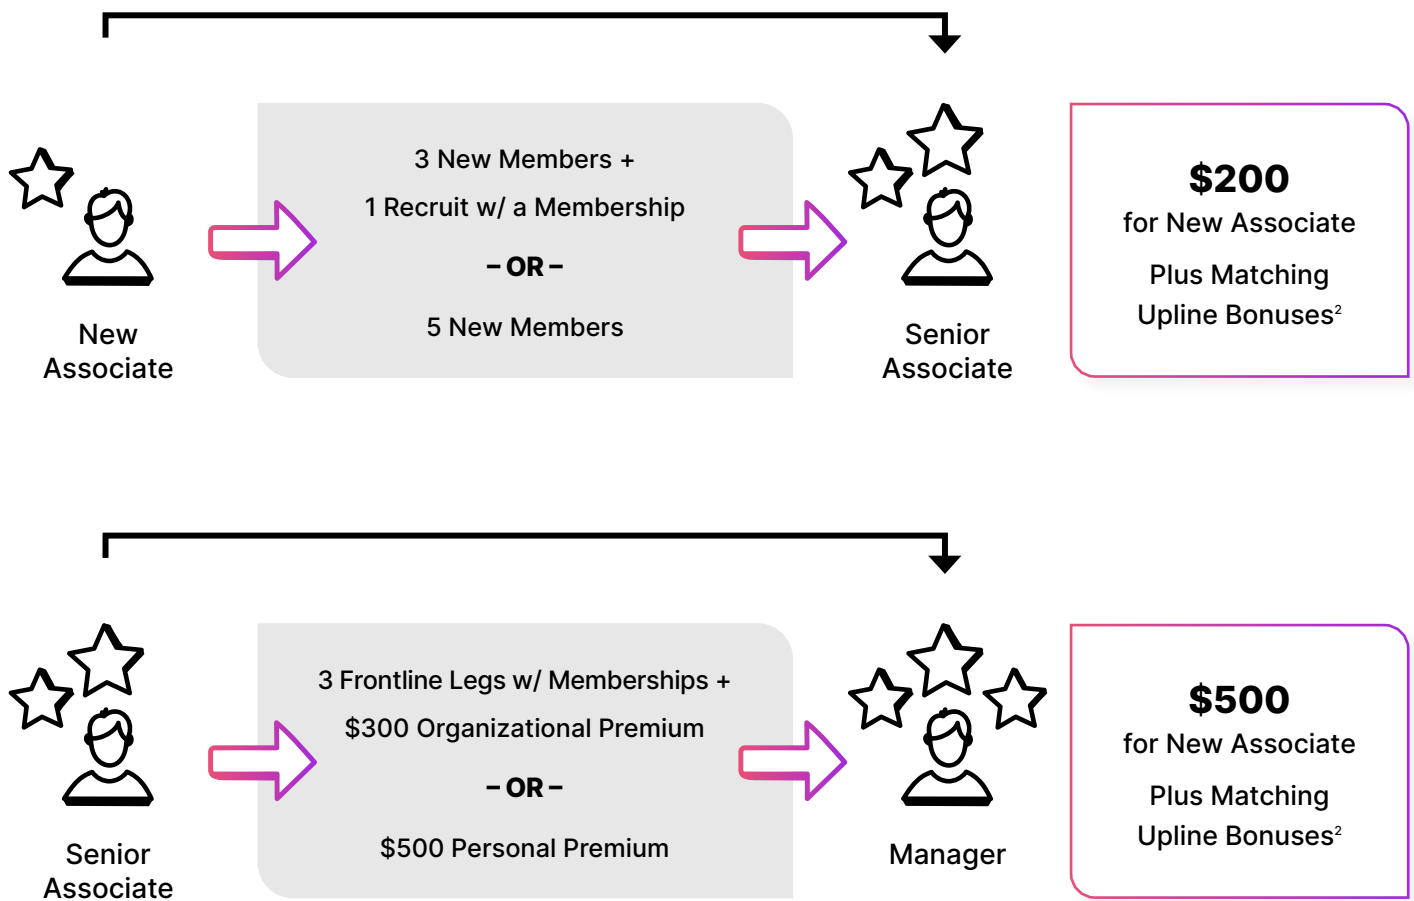 3 New Members +
1 Recruit w/ a Membership
– OR –
5 New Members
New
Associate
Senior
Associate
$200
for New Associate
Plus Matching
Upline Bonuses²
3 Frontline Legs w/ Memberships +
$300 Organizational Premium
– OR –
$500 Personal Premium
Senior
Associate
Manager
$500
for New Associate
Plus Matching
Upline Bonuses²